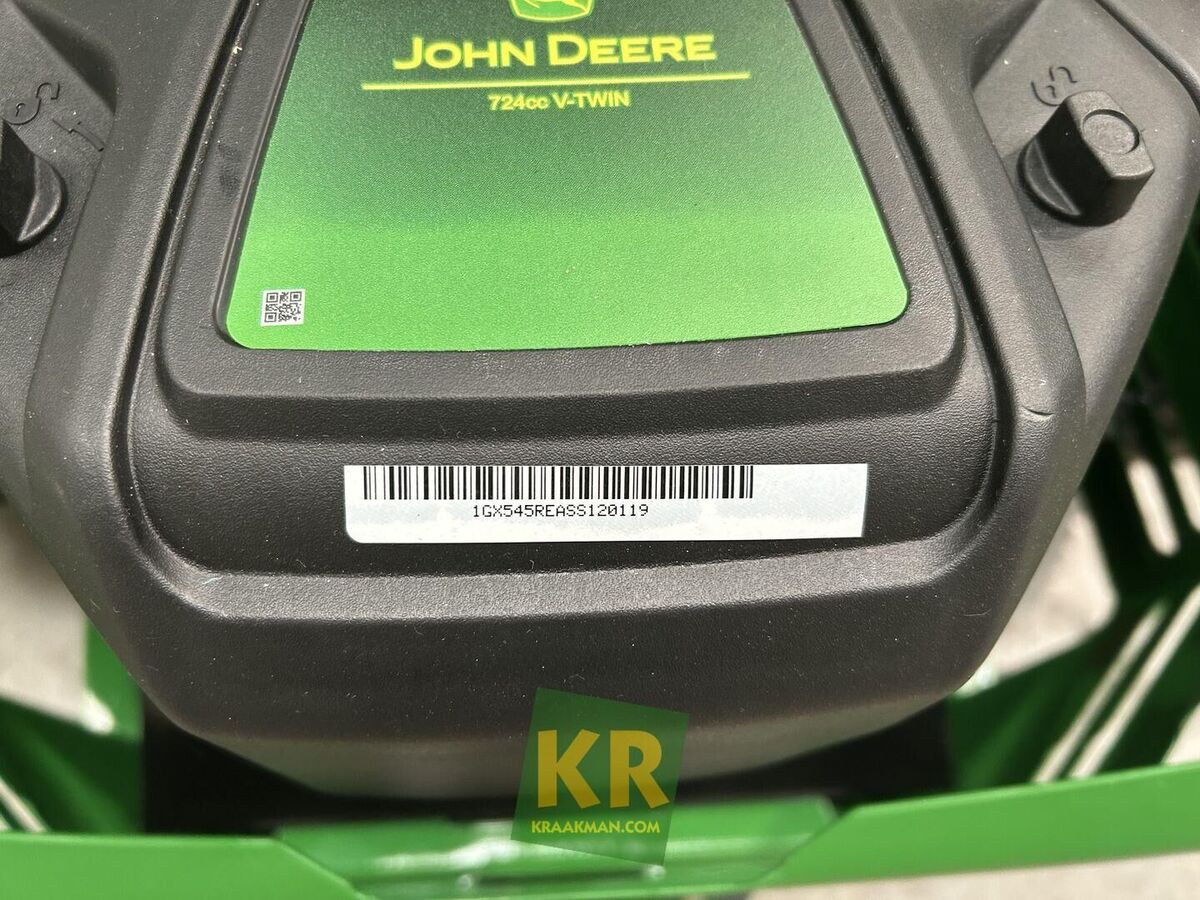 JOHN DEERE
724cc V-TWIN
1GX545REASS120119
KR
KRAAKMAN.COM